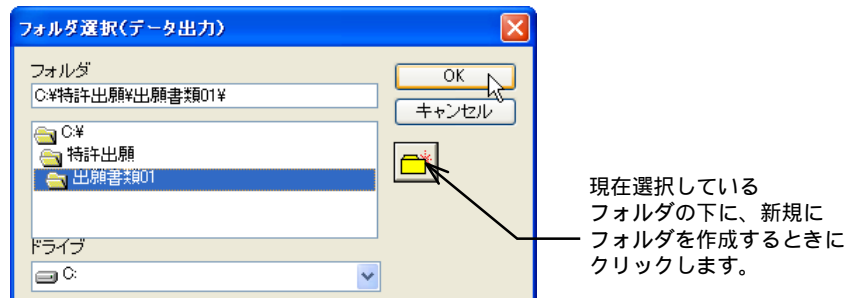 フォルダ選択(データ出力)
フォルダ
OK
C:¥特許出願¥出願書類01¥
キャンセル
C:¥
特許出願
出願書類01
現在選択している
フォルダの下に、新規に
フォルダを作成するときに
クリックします。
ドライブ
C: